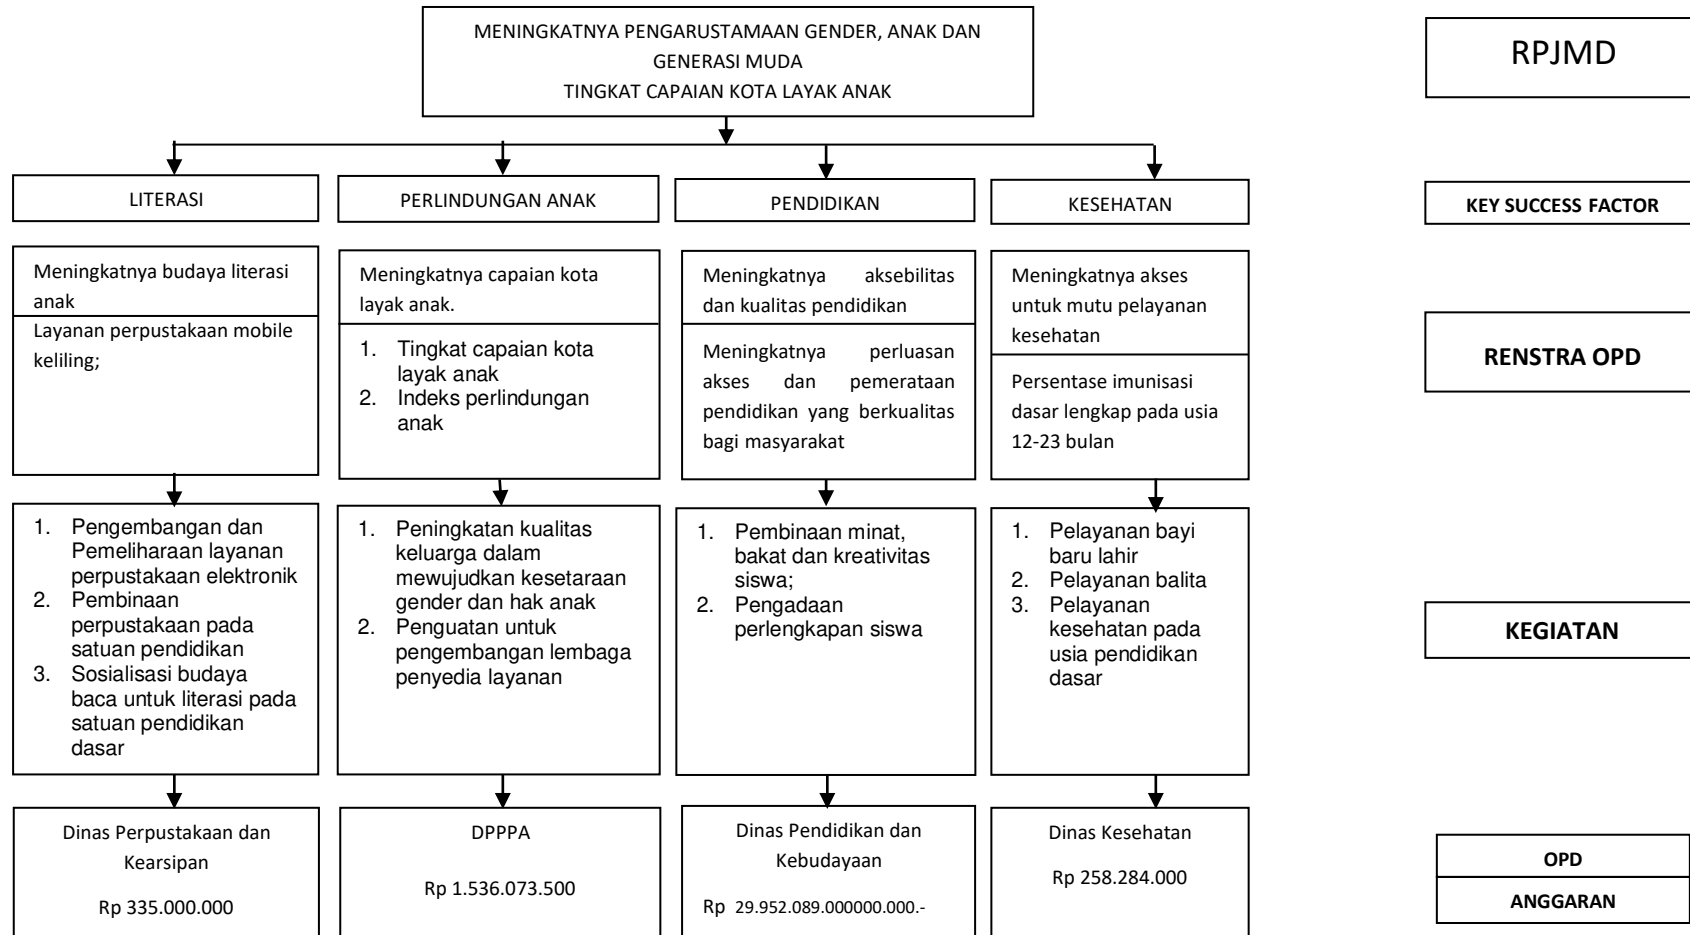 MENINGKATNYA PENGARUSTAMAAN GENDER, ANAK DAN
GENERASI MUDA
TINGKAT CAPAIAN KOTA LAYAK ANAK
RPJMD
LITERASI
PERLINDUNGAN ANAK
PENDIDIKAN
KESEHATAN
KEY SUCCESS FACTOR
Meningkatnya budaya literasi
anak
Layanan perpustakaan mobile
keliling;
Meningkatnya capaian kota
layak anak.
1. Tingkat capaian kota
layak anak
2. Indeks perlindungan
anak
Meningkatnya aksebilitas
dan kualitas pendidikan
Meningkatnya perluasan
akses dan pemerataan
pendidikan yang berkualitas
bagi masyarakat
Meningkatnya akses
untuk mutu pelayanan
kesehatan
Persentase imunisasi
dasar lengkap pada usia
12-23 bulan
RENSTRA OPD
1. Pengembangan dan
Pemeliharaan layanan
perpustakaan elektronik
2. Pembinaan
perpustakaan pada
satuan pendidikan
3. Sosialisasi budaya
baca untuk literasi pada
satuan pendidikan
dasar
1. Peningkatan kualitas
keluarga dalam
mewujudkan kesetaraan
gender dan hak anak
2. Penguatan untuk
pengembangan lembaga
penyedia layanan
1. Pembinaan minat,
bakat dan kreativitas
siswa;
2. Pengadaan
perlengkapan siswa
1. Pelayanan bayi
baru lahir
2. Pelayanan balita
3. Pelayanan
kesehatan pada
usia pendidikan
dasar
KEGIATAN
Dinas Perpustakaan dan
Kearsipan
Rp 335.000.000
DPPPA
Rp 1.536.073.500
Dinas Pendidikan dan
Kebudayaan
Rp 29.952.089.000000.000.-
Dinas Kesehatan
Rp 258.284.000
OPD
ANGGARAN